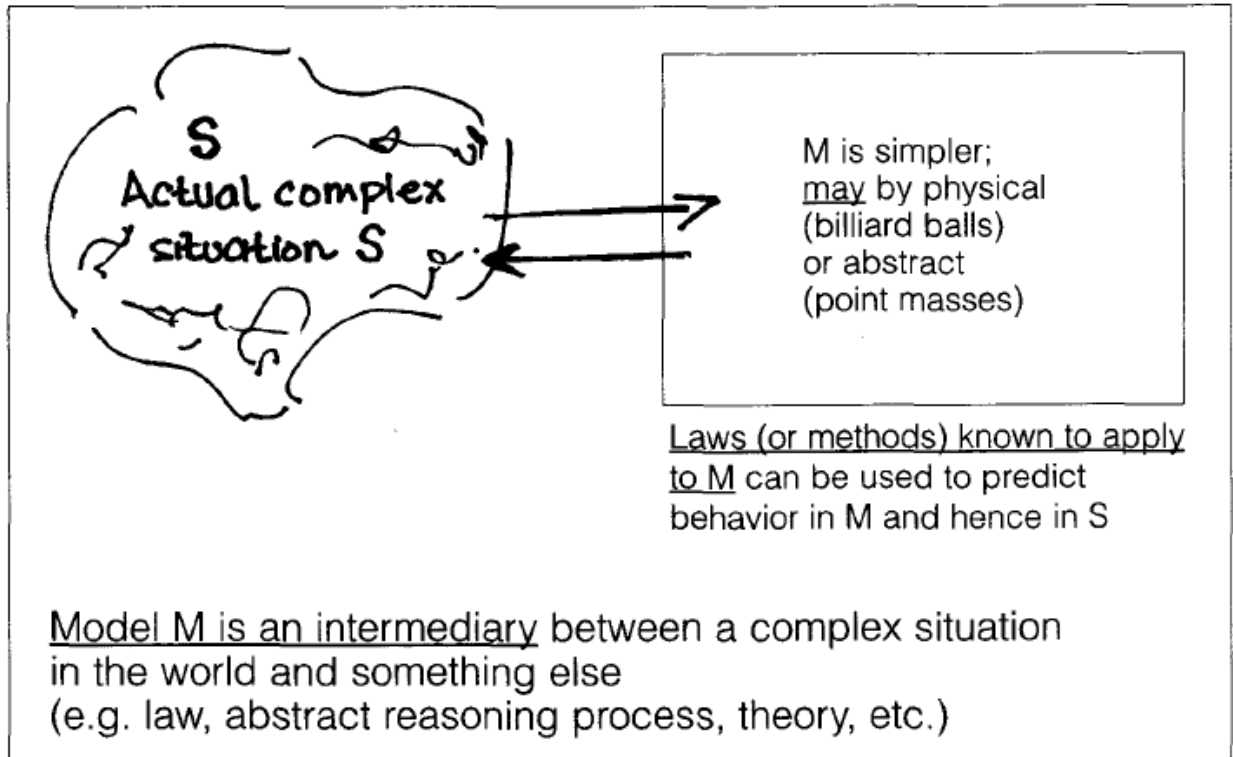 S
Actual complex
situation S
M is simpler;
may by physical
(billiard balls)
or abstract
(point masses)
Laws (or methods) known to apply
to M can be used to predict
behavior in M and hence in S
Model M is an intermediary between a complex situation
in the world and something else
(e.g. law, abstract reasoning process, theory, etc.)